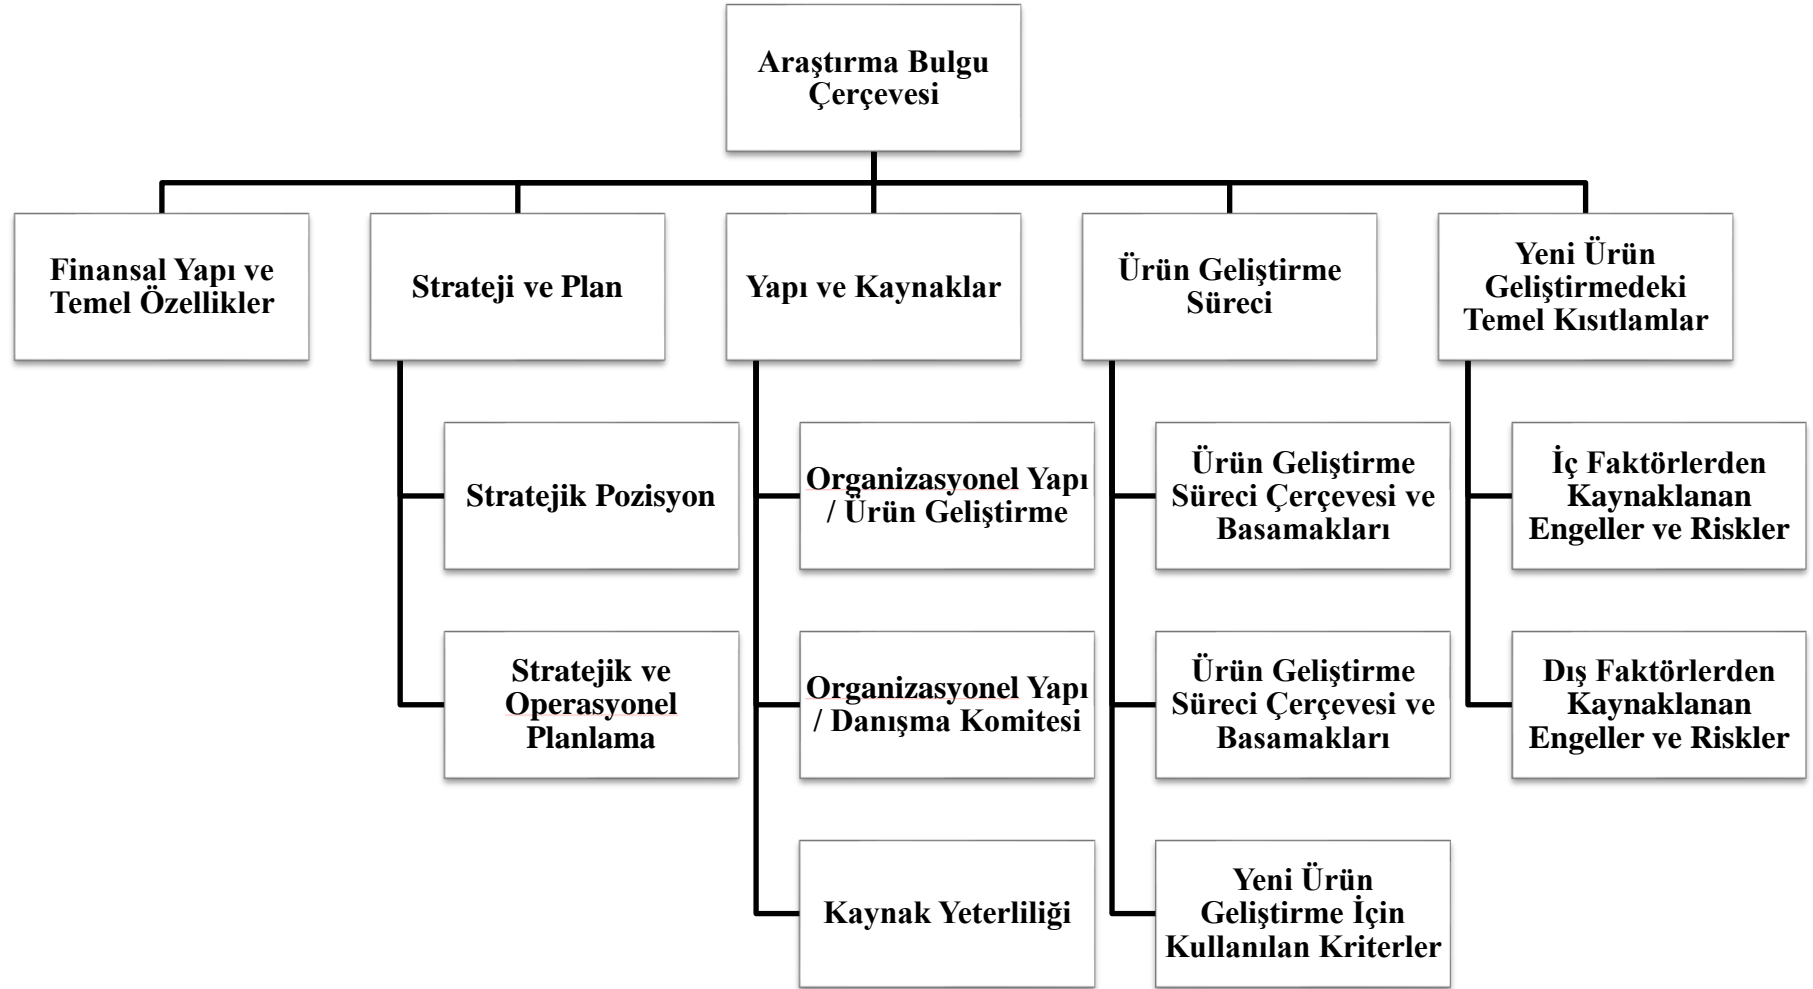 Araştırma Bulgu
Çerçevesi
Finansal Yapı ve
Temel Özellikler
Strateji ve Plan
Yapı ve Kaynaklar
Ürün Geliştirme
Süreci
Yeni Ürün
Geliştirmedeki
Temel Kısıtlamlar
Stratejik Pozisyon
Stratejik ve
Operasyonel
Planlama
Organizasyonel Yapı
/ Ürün Geliştirme
Organizasyonel Yapı
/ Danışma Komitesi
Kaynak Yeterliliği
Ürün Geliştirme
Süreci Çerçevesi ve
Basamakları
Ürün Geliştirme
Süreci Çerçevesi ve
Basamakları
Yeni Ürün
Geliştirme İçin
Kullanılan Kriterler
İç Faktörlerden
Kaynaklanan
Engeller ve Riskler
Dış Faktörlerden
Kaynaklanan
Engeller ve Riskler